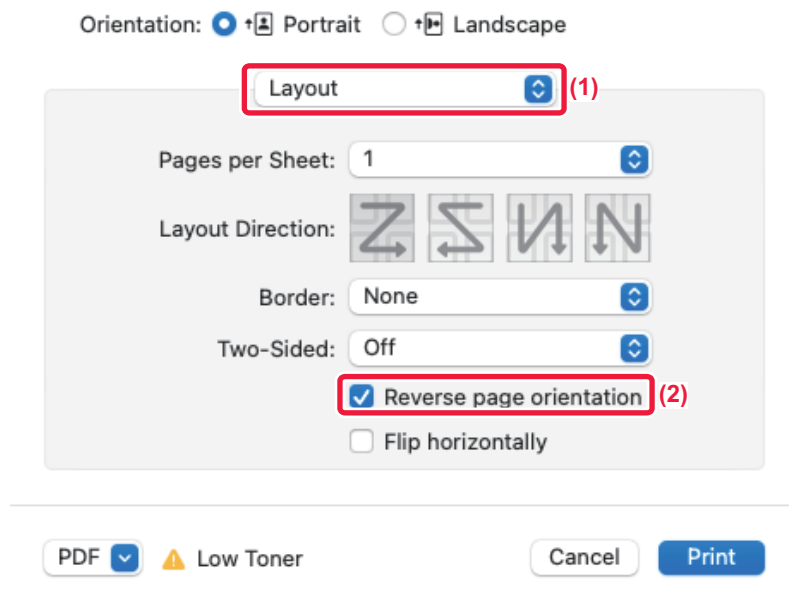 Orientation: Portrait Landscape
Layout (1)
Pages per Sheet: 1
Layout Direction:
Border: None
Two-Sided: Off
Reverse page orientation (2)
Flip horizontally
PDF Low Toner Cancel Print